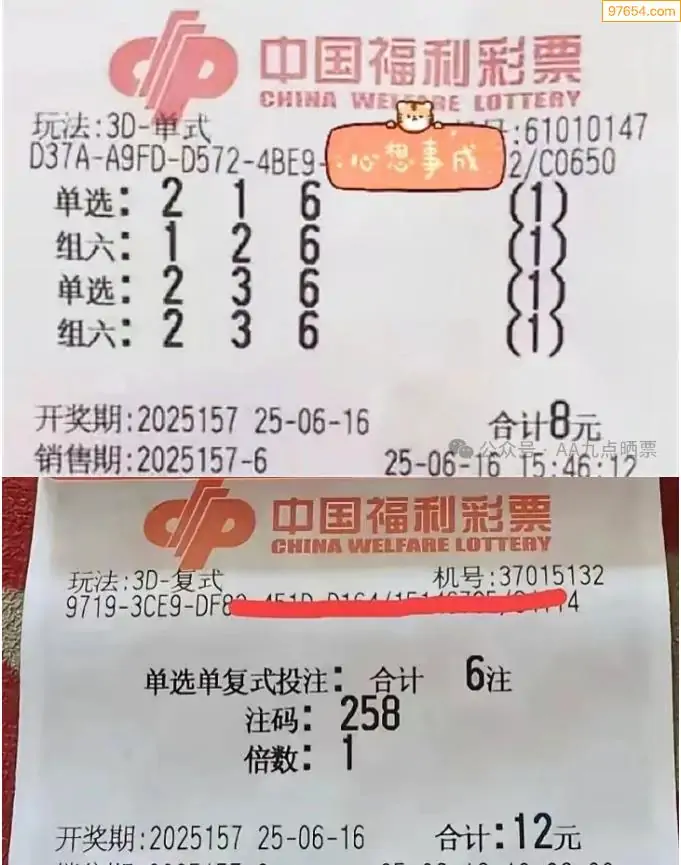 97654.com
中国福利彩票
CHINA WELFARE LOTTERY
玩法:3D-单式 号:61010147
D37A-A9FD-D572-4BE9- 心想事成 2/C0650
单选: 2 1 6 (1)
组六: 1 2 6 (1)
单选: 2 3 6 (1)
组六: 2 3 6 (1)
开奖期:2025157 25-06-16 合计8元
公众号·AA九点晒票
销售期:2025157-6 25-06-16 15:46:12
中国福利彩票
CHINA WELFARE LOTTERY
玩法:3D-复式 机号:37015132
9719-3CE9-DF8
单选单复式投注: 合计 6注
注码: 258
倍数: 1
开奖期:2025157 25-06-16 合计:12元